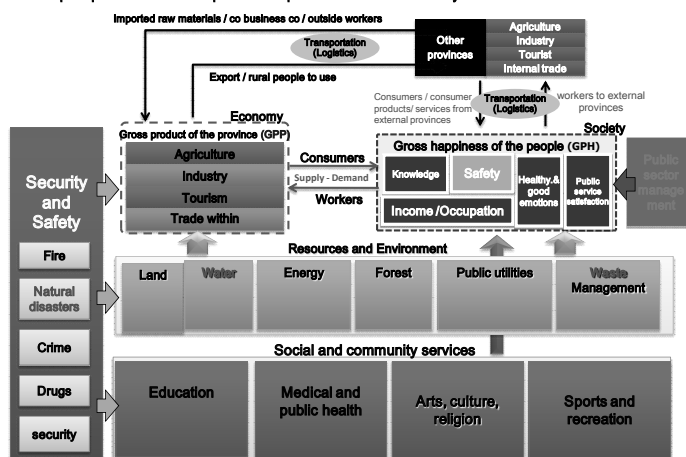 Imported raw materials / co business co / outside workers
Transportation
(Logistics)
Export / rural people to use
Other
provinces
Agriculture
Industry
Tourist
Internal trade
Consumers / consumer
products/ services from
external provinces
Transportation
(Logistics)
workers to external
provinces
Economy
Gross product of the province (GPP)
Agriculture
Industry
Tourism
Trade within
Consumers
Supply - Demand
Workers
Society
Gross happiness of the people (GPH)
Knowledge
Safety
Healthy.&
good
emotions
Public
service
satisfaction
Income /Occupation
Public
sector
manage
ment
Security
and
Safety
Fire
Natural
disasters
Crime
Drugs
security
Resources and Environment
Land
Water
Energy
Forest
Public utilities
Waste
Management
Social and community services
Education
Medical and
public health
Arts, culture,
religion
Sports and
recreation